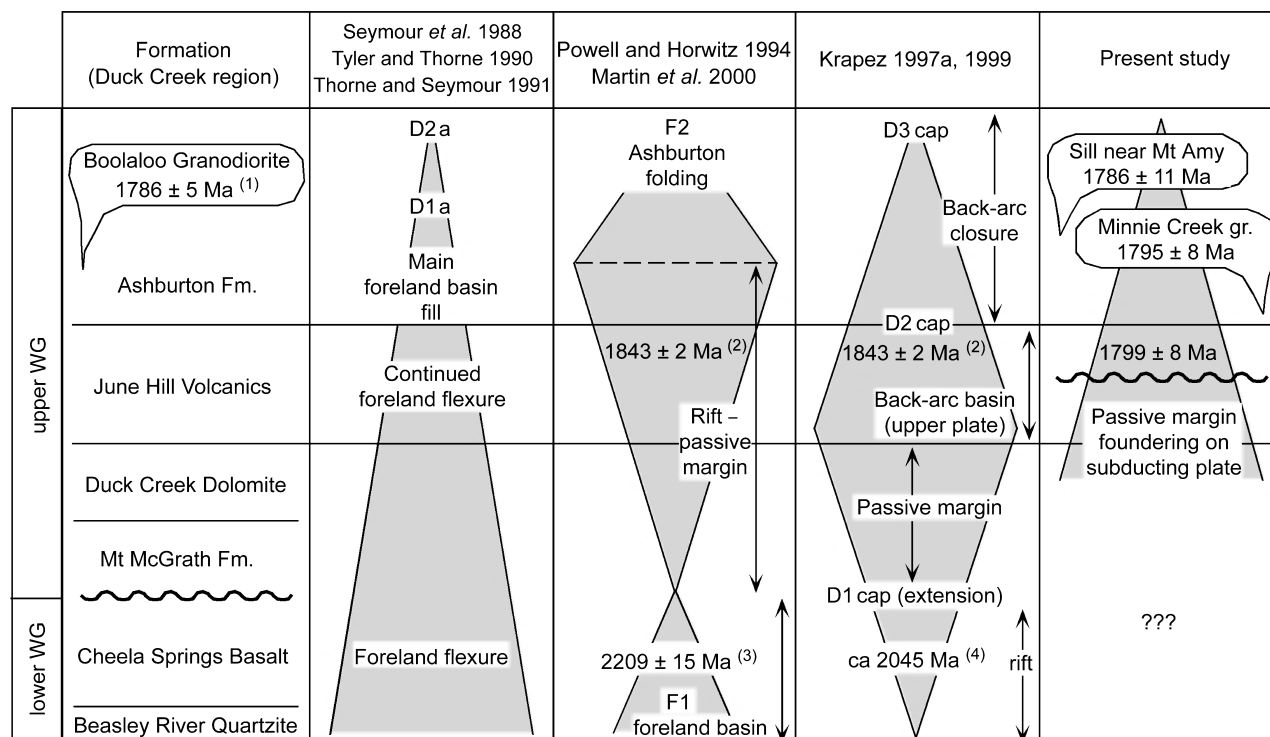 Formation
(Duck Creek region)
Seymour et al. 1988
Tyler and Thorne 1990
Thorne and Seymour 1991
Powell and Horwitz 1994
Martin et al. 2000
Krapez 1997a, 1999
Present study
upper WG
lower WG
Boolaloo Granodiorite
1786 ± 5 Ma (1)
Ashburton Fm.
June Hill Volcanics
Duck Creek Dolomite
Mt McGrath Fm.
Cheela Springs Basalt
Beasley River Quartzite
D2 a
D1a
Main
foreland basin
fill
Continued
foreland flexure
Foreland flexure
F2
Ashburton
folding
1843 ± 2 Ma (2)
Rift –
passive
margin
2209 ± 15 Ma (3)
F1
foreland basin
D3 cap
Back-arc
closure
D2 cap
1843 ± 2 Ma (2)
Back-arc basin
(upper plate)
Passive margin
D1 cap (extension)
ca 2045 Ma (4)
rift
Sill near Mt Amy
1786 ± 11 Ma
Minnie Creek gr.
1795 ± 8 Ma
1799 ± 8 Ma
Passive margin
foundering on
subducting plate
???